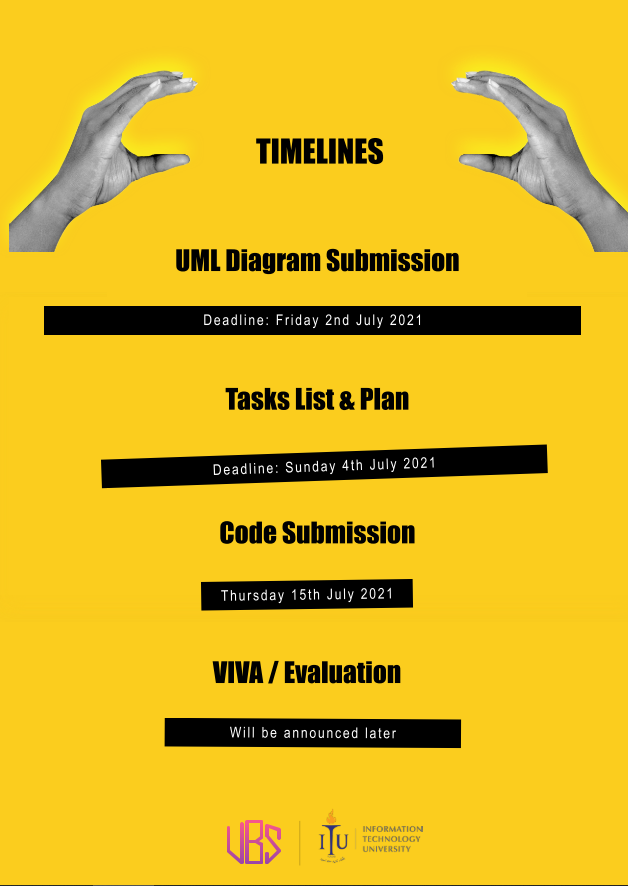 TIMELINES
UML Diagram Submission
Deadline: Friday 2nd July 2021
Tasks List & Plan
Deadline: Sunday 4th July 2021
Code Submission
Thursday 15th July 2021
VIVA / Evaluation
Will be announced later
UBS
ITU
INFORMATION
TECHNOLOGY
UNIVERSITY